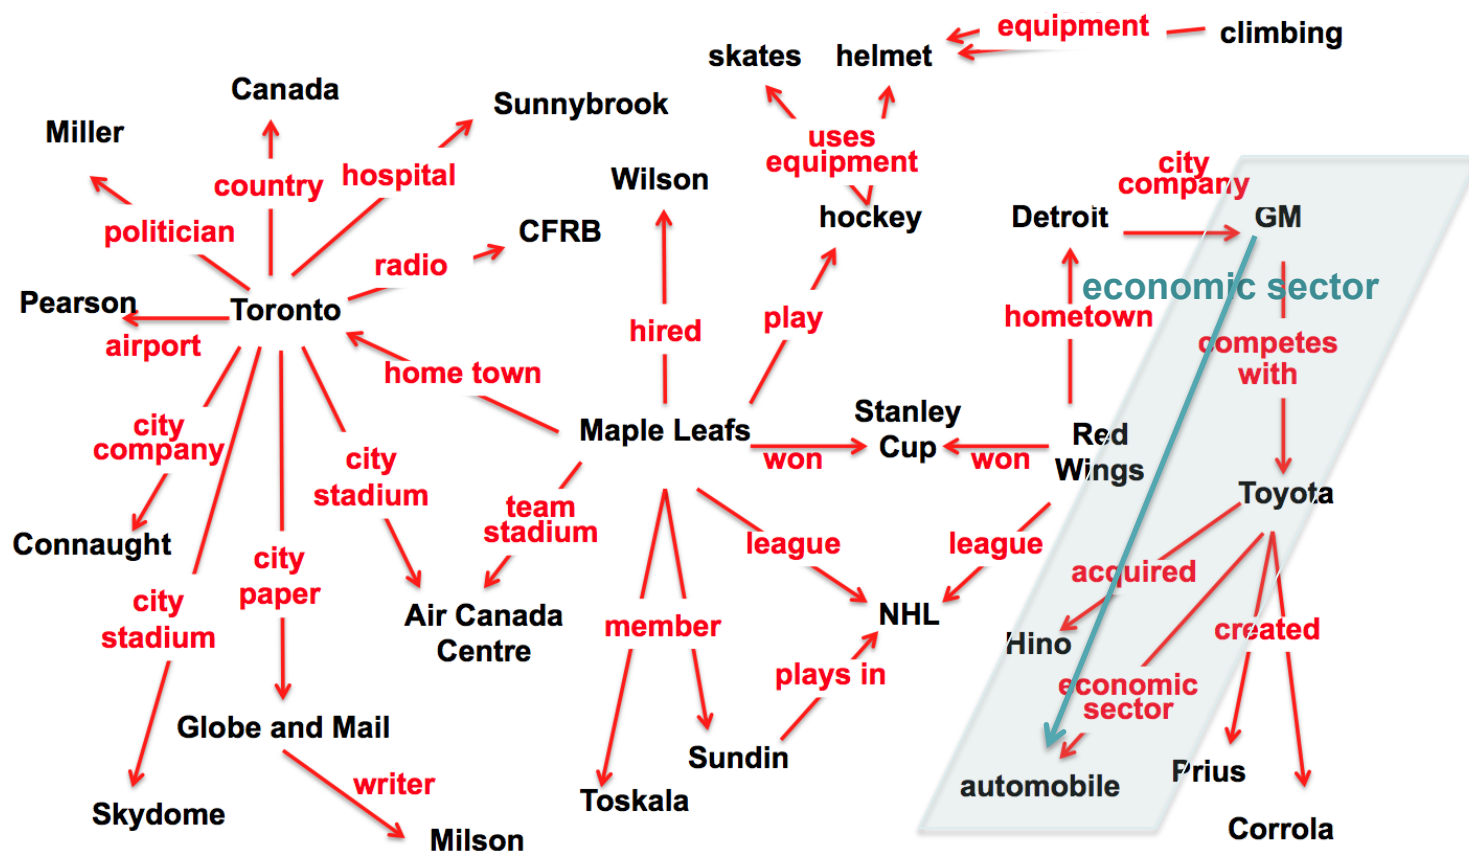 equipment
climbing
skates
helmet
Canada
Sunnybrook
Miller
uses
equipment
country
hospital
Wilson
city
company
politician
CFRB
hockey
Detroit
GM
radio
Pearson
Toronto
economic sector
airport
hired
play
hometown
competes
with
home town
city
company
city
stadium
Maple Leafs
won
Stanley
Cup
won
Red
Wings
Toyota
team
stadium
Connaught
league
league
acquired
city
paper
city
stadium
Air Canada
Centre
member
NHL
Hino
created
plays in
economic
sector
Globe and Mail
Sundin
automobile
Prius
writer
Toskala
Skydome
Milson
Corrola